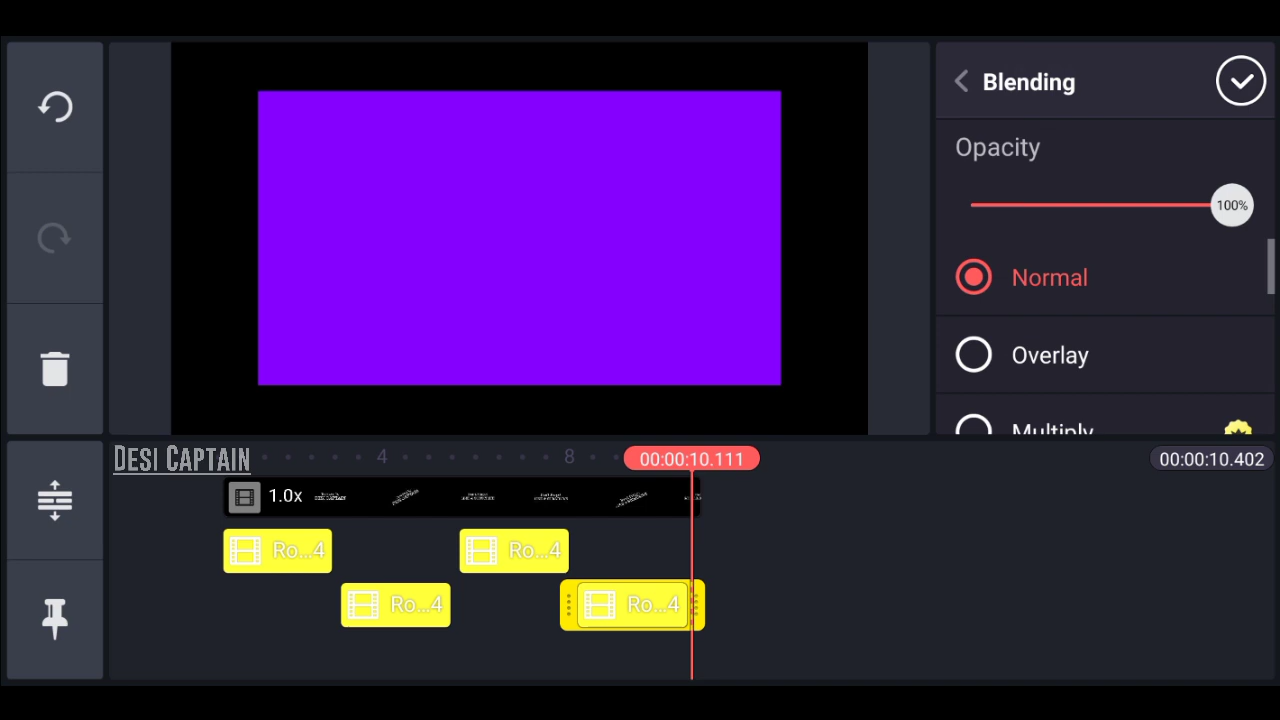 Blending
Opacity
100%
Normal
Overlay
Multiply
DESI CAPTAIN
4
8
00:00:10.111
00:00:10.402
1.0x
Ro...4
Ro...4
Ro...4
Ro...4